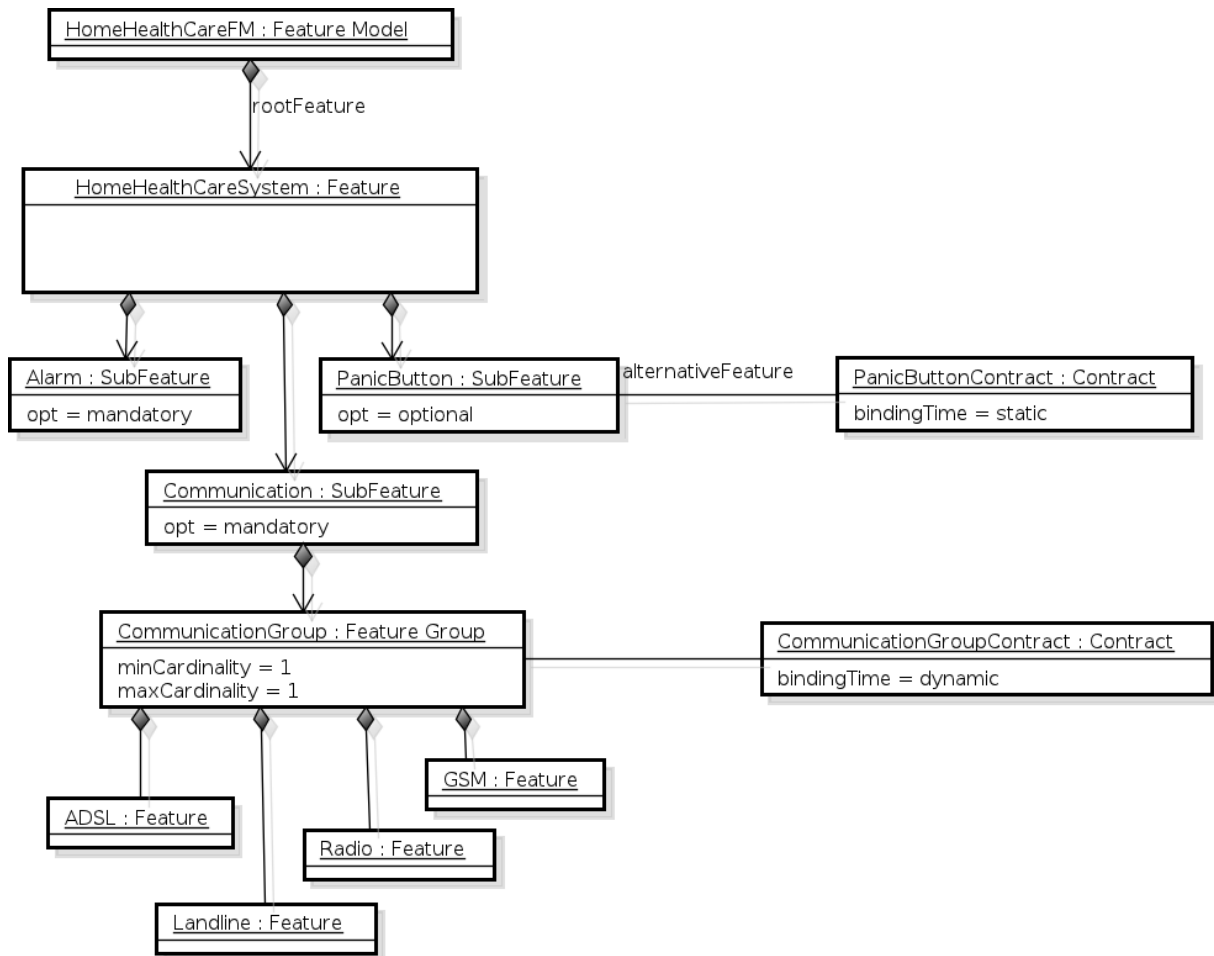 HomeHealthCareFM : Feature Model
rootFeature
HomeHealthCareSystem : Feature
Alarm : SubFeature
opt = mandatory
PanicButton : SubFeature
opt = optional
alternativeFeature
PanicButtonContract : Contract
bindingTime = static
Communication : SubFeature
opt = mandatory
CommunicationGroup : Feature Group
minCardinality = 1
maxCardinality = 1
CommunicationGroupContract : Contract
bindingTime = dynamic
GSM : Feature
ADSL : Feature
Radio : Feature
Landline : Feature